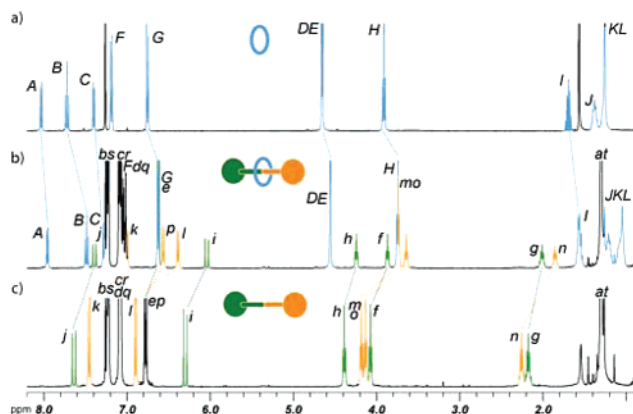 a)
A
B
C
F
G
DE
H
I
J
KL
b)
A
B
C
j
bs
cr
Fdq
k
G
e
p
l
i
DE
h
f
H
mo
g
n
I
at
JKL
c)
j
k
bs
cr
dq
l
ep
i
h
m
o
f
n
g
at
ppm 8.0 7.0 6.0 5.0 4.0 3.0 2.0